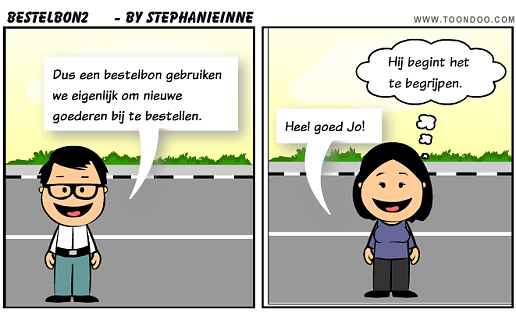 BESTELBON2 - BY STEPHANIEINNE
WWW.TOONDOO.COM
Dus een bestelbon gebruiken
we eigenlijk om nieuwe
goederen bij te bestellen.
Hij begint het
te begrijpen.
Heel goed Jo!